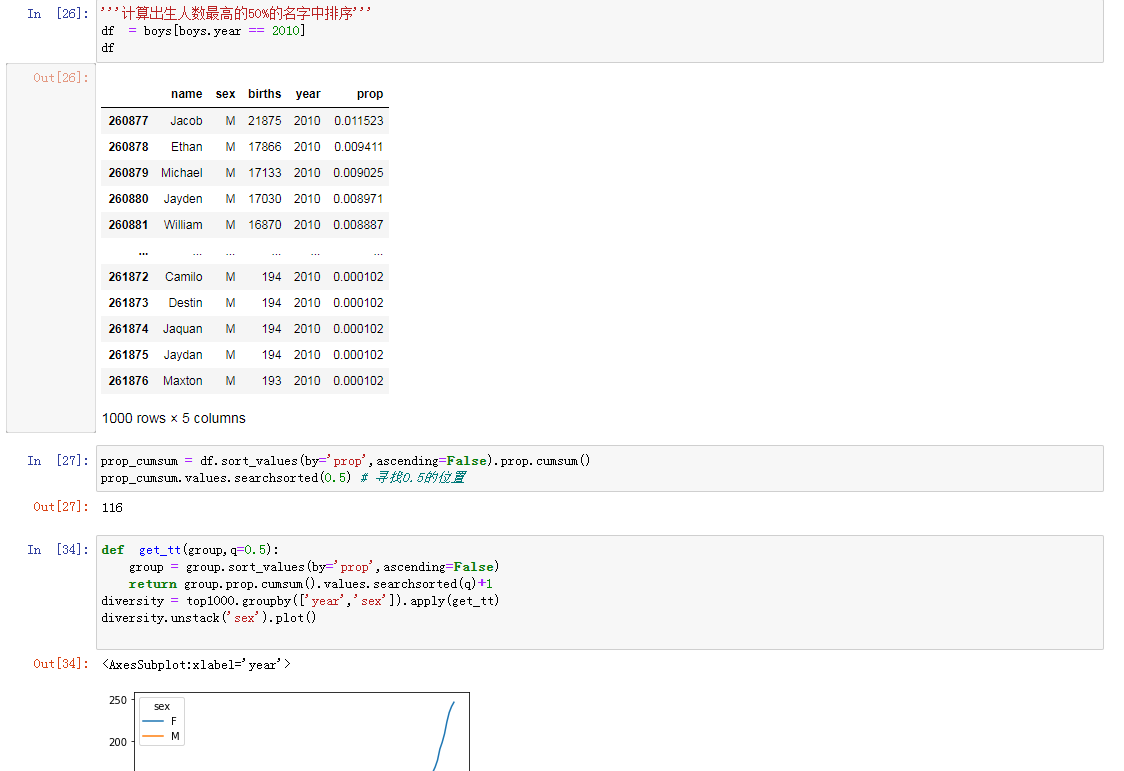 In [26]: '''计算出生人数最高的50%的名字中排序'''
df = boys[boys.year == 2010]
df
Out[26]:
name sex births year prop
260877 Jacob M 21875 2010 0.011523
260878 Ethan M 17866 2010 0.009411
260879 Michael M 17133 2010 0.009025
260880 Jayden M 17030 2010 0.008971
260881 William M 16870 2010 0.008887
... ... ... ... ... ...
261872 Camilo M 194 2010 0.000102
261873 Destin M 194 2010 0.000102
261874 Jaquan M 194 2010 0.000102
261875 Jaydan M 194 2010 0.000102
261876 Maxton M 193 2010 0.000102
1000 rows × 5 columns
In [27]: prop_cumsum = df.sort_values(by='prop',ascending=False).prop.cumsum()
prop_cumsum.values.searchsorted(0.5) # 寻找0.5的位置
Out[27]: 116
In [34]: def get_tt(group,q=0.5):
group = group.sort_values(by='prop',ascending=False)
return group.prop.cumsum().values.searchsorted(q)+1
diversity = top1000.groupby(['year','sex']).apply(get_tt)
diversity.unstack('sex').plot()
Out[34]: <AxesSubplot:xlabel='year'>
250
sex
F
M
200